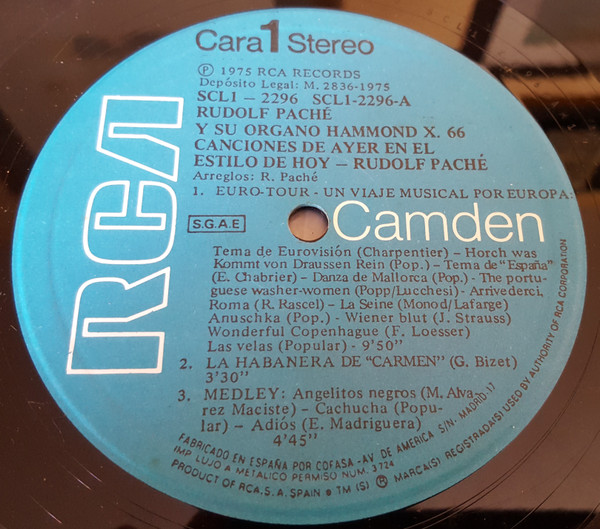 Cara 1 Stereo
Ⓟ 1975 RCA RECORDS
Depósito Legal: M. 2836-1975
SCL1 – 2296 SCL1-2296-A
RUDOLF PACHÉ
Y SU ORGANO HAMMOND X. 66
CANCIONES DE AYER EN EL
ESTILO DE HOY – RUDOLF PACHÉ
Arreglos: R. Paché
1. EURO-TOUR - UN VIAJE MUSICAL POR EUROPA:
S.G.A.E
Camden
RCA
Tema de Eurovisión (Charpentier) – Horch was
Kommt von Draussen Rein (Pop.) – Tema de "España"
(E. Chabrier) – Danza de Mallorca (Pop.) - The portu-
guese washer-women (Popp/Lucchesi) - Arrivederci,
Roma (R. Rascel) – La Seine (Monod/Lafarge)
Anuschka (Pop.) - Wiener blut (J. Strauss)
Wonderful Copenhague (F. Loesser)
Las velas (Popular) - 9'50"
2. LA HABANERA DE "CARMEN" (G. Bizet)
3'30"
3. MEDLEY: Angelitos negros (M. Alva-
rez Maciste) – Cachucha (Popu-
lar) – Adiós (E. Madriguera)
4'45"
FABRICADO EN ESPAÑA POR COFASA - AV. DE AMERICA S/N. MADRID-17
IMP. LUJO A METALICO PERMISO NUM. 3724
PRODUCT OF RCA.S.A. SPAIN ● TM (S) ® MARCA(S) REGISTRADA(S) USED BY AUTHORITY OF RCA CORPORATION